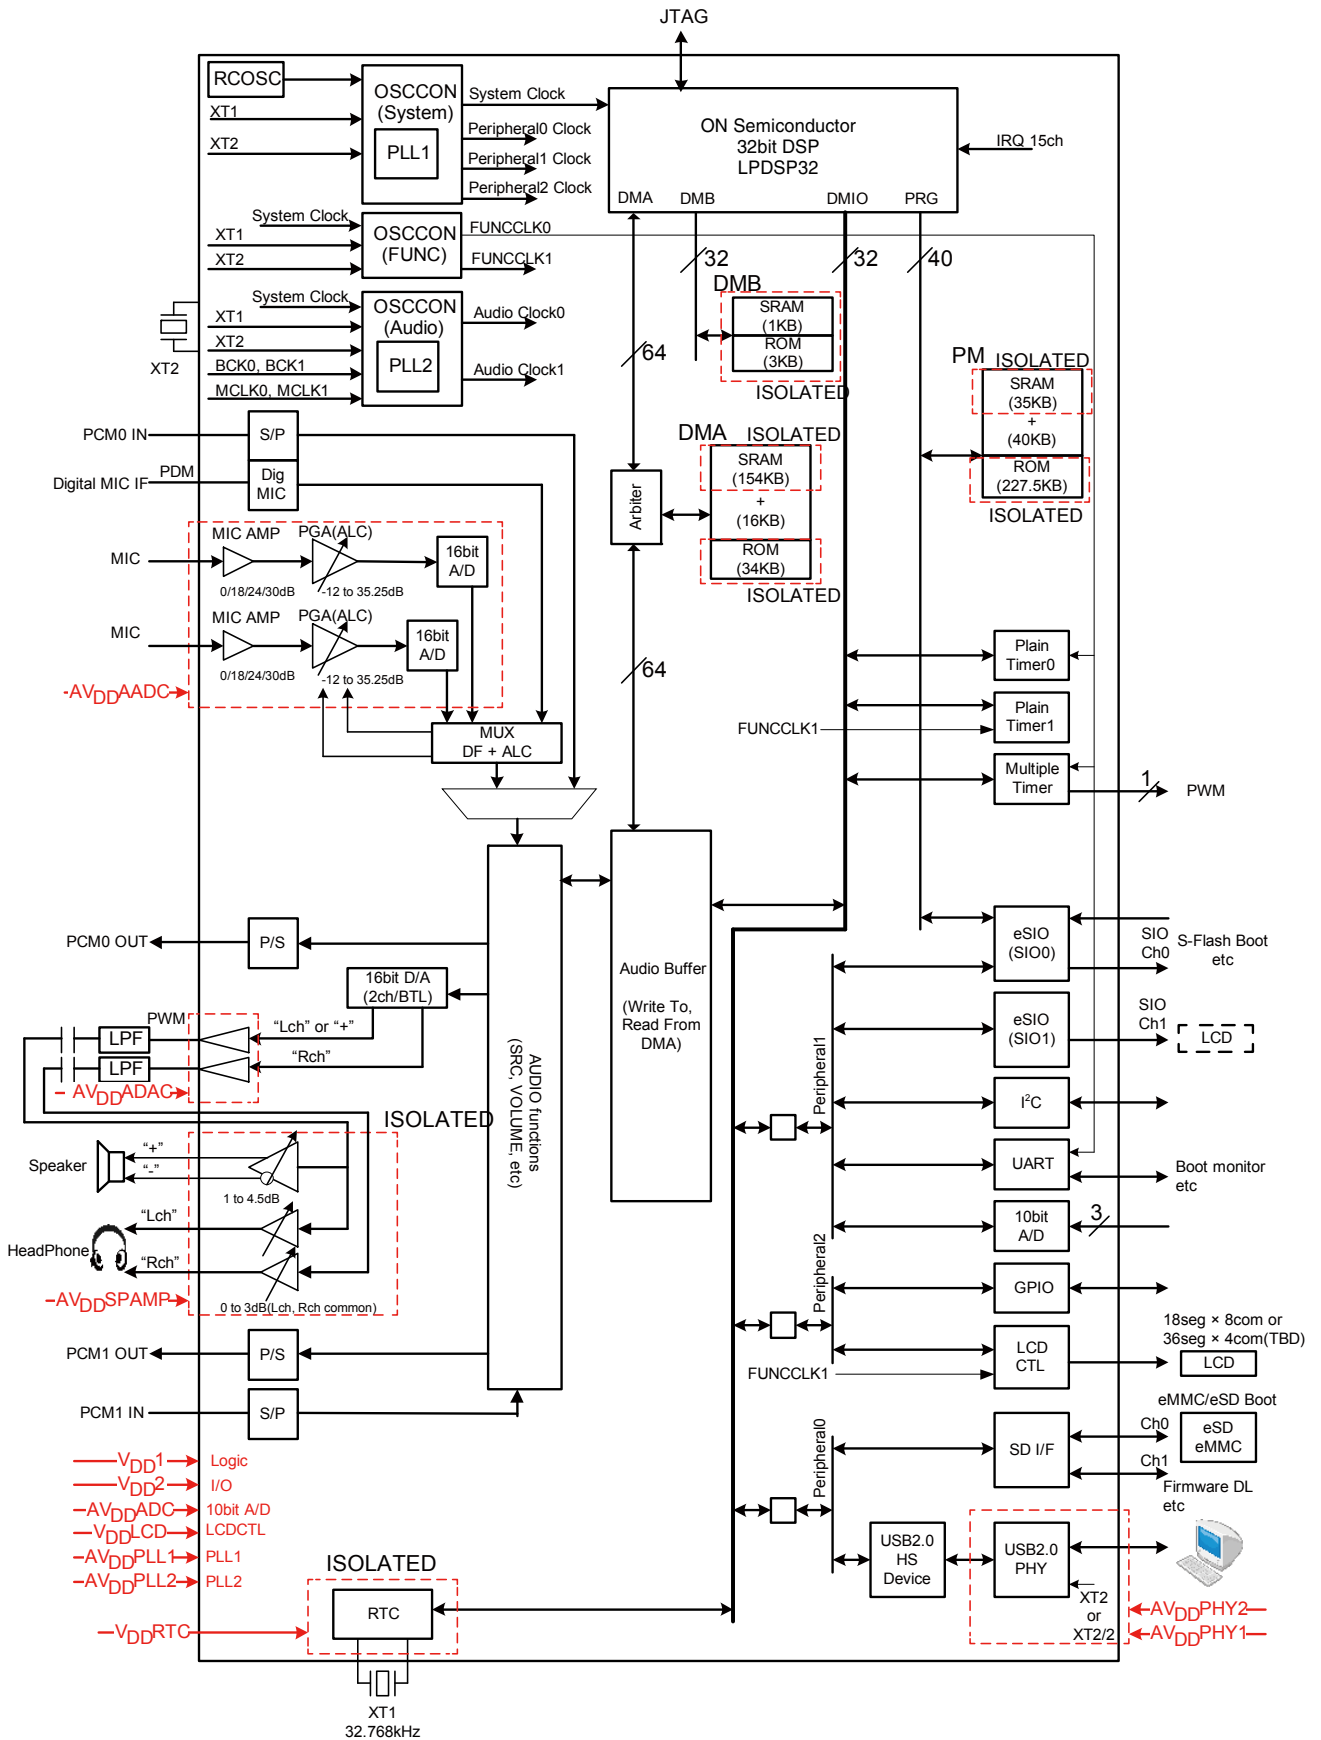 JTAG
RCOSC
XT1
XT2
OSCCON
(System)
PLL1
System Clock
Peripheral0 Clock
Peripheral1 Clock
Peripheral2 Clock
ON Semiconductor
32bit DSP
LPDSP32
DMA
DMB
DMIO
PRG
IRQ 15ch
System Clock
XT1
XT2
OSCCON
(FUNC)
FUNCCLK0
FUNCCLK1
32
32
40
System Clock
XT1
XT2
BCK0, BCK1
MCLK0, MCLK1
OSCCON
(Audio)
PLL2
Audio Clock0
Audio Clock1
XT2
64
DMB
SRAM
(1KB)
ROM
(3KB)
ISOLATED
PM
ISOLATED
SRAM
(35KB)
+
(40KB)
ROM
(227.5KB)
ISOLATED
PCM0 IN
S/P
Digital MIC IF
PDM
Dig
MIC
DMA
ISOLATED
SRAM
(154KB)
+
(16KB)
ROM
(34KB)
ISOLATED
Arbiter
MIC
MIC AMP
0/18/24/30dB
PGA(ALC)
-12 to 35.25dB
16bit
A/D
MIC
MIC AMP
0/18/24/30dB
PGA(ALC)
-12 to 35.25dB
16bit
A/D
AVDDAADC
64
MUX
DF + ALC
Plain
Timer0
Plain
Timer1
FUNCCLK1
Multiple
Timer
1
PWM
PCM0 OUT
P/S
16bit D/A
(2ch/BTL)
AUDIO functions
(SRC, VOLUME, etc)
Audio Buffer
(Write To,
Read From
DMA)
eSIO
(SIO0)
SIO
Ch0
S-Flash Boot
etc
eSIO
(SIO1)
SIO
Ch1
LCD
Peripheral1
I2C
UART
Boot monitor
etc
10bit
A/D
3
PWM
LPF
LPF
"Lch" or "+"
"Rch"
AVDDADAC
ISOLATED
Speaker
"+"
"-"
1 to 4.5dB
HeadPhone
"Lch"
"Rch"
0 to 3dB(Lch, Rch common)
AVDDSPAMP
Peripheral2
GPIO
LCD
CTL
FUNCCLK1
18seg × 8com or
36seg × 4com(TBD)
LCD
PCM1 OUT
P/S
PCM1 IN
S/P
Peripheral0
SD I/F
Ch0
Ch1
eMMC/eSD Boot
eSD
eMMC
Firmware DL
etc
USB2.0
HS
Device
USB2.0
PHY
XT2
or
XT2/2
AVDDPHY2
AVDDPHY1
VDD1
Logic
VDD2
I/O
AVDDADC
10bit A/D
VDDLCD
LCDCTL
AVDDPLL1
PLL1
AVDDPLL2
PLL2
VDDRTC
ISOLATED
RTC
XT1
32.768kHz